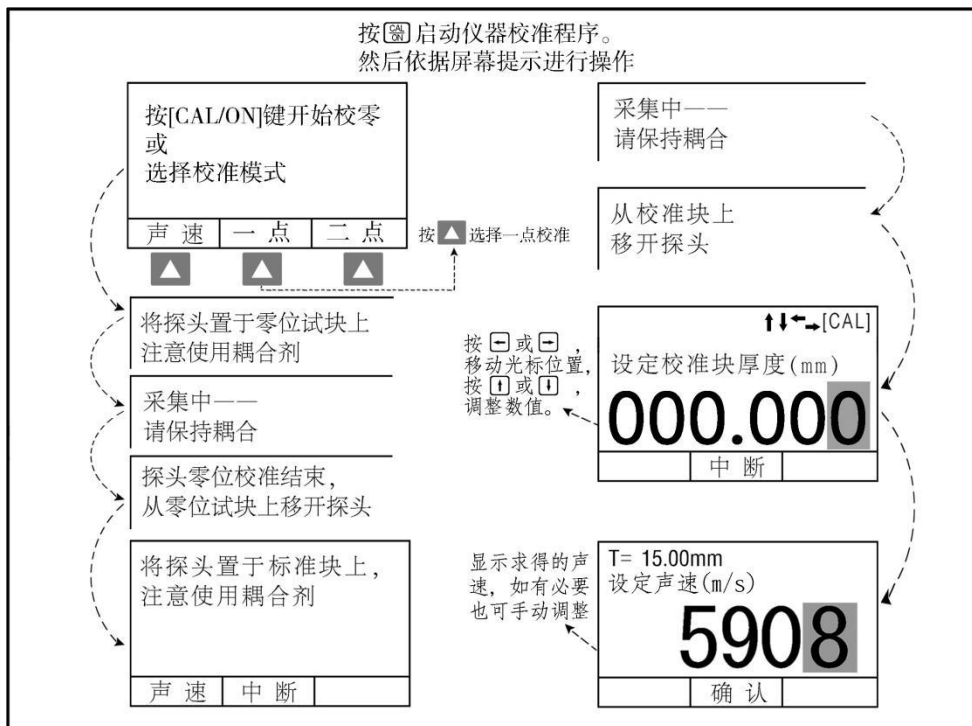 按[CAL/ON]启动仪器校准程序。
然后依据屏幕提示进行操作
按[CAL/ON]键开始校零
或
选择校准模式
声 速 一 点 二 点
按▲选择一点校准
将探头置于零位试块上
注意使用耦合剂
采集中——
请保持耦合
探头零位校准结束，
从零位试块上移开探头
将探头置于标准块上，
注意使用耦合剂
声 速 中 断
采集中——
请保持耦合
从校准块上
移开探头
按←或→，
移动光标位置，
按↑或↓，
调整数值。
↑↓←→[CAL]
设定校准块厚度(mm)
000.000
中 断
显示求得的声
速，如有必要
也可手动调整
T= 15.00mm
设定声速(m/s)
5908
确 认